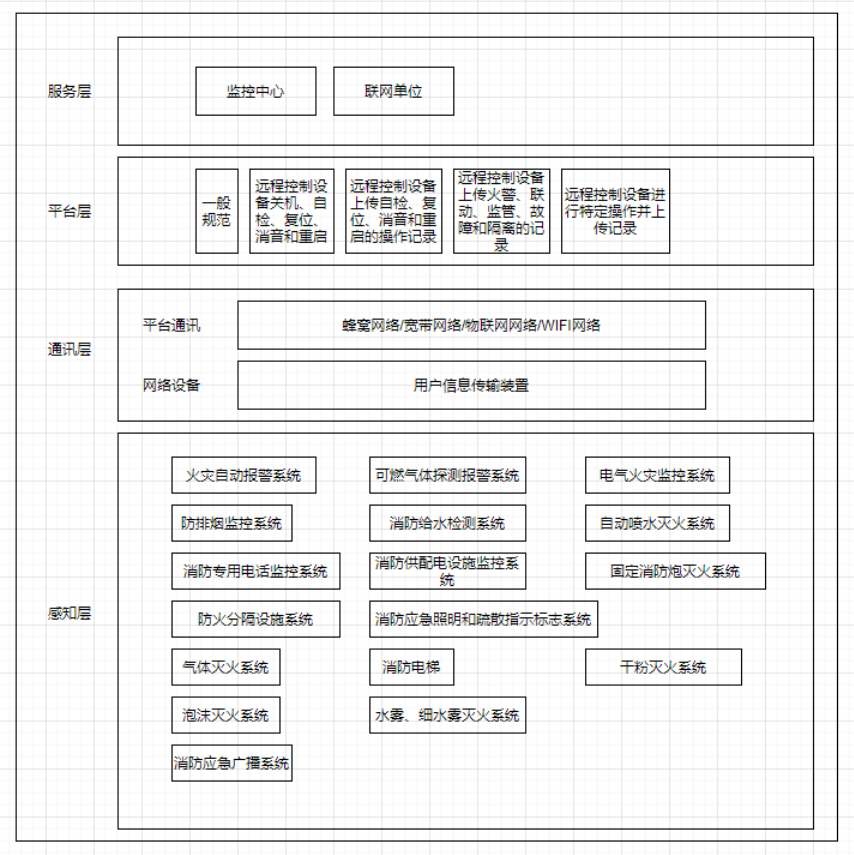 服务层
监控中心
联网单位
平台层
一般
规范
远程控制设
备关机、自
检、复位、
消音和重启
远程控制设备
上传自检、复
位、消音和重
启的操作记录
远程控制设备
上传火警、联
动、监管、故
障和隔离的记
录
远程控制设备进
行特定操作并上
传记录
通讯层
平台通讯
蜂窝网络/宽带网络/物联网网络/WIFI网络
网络设备
用户信息传输装置
感知层
火灾自动报警系统
可燃气体探测报警系统
电气火灾监控系统
防排烟监控系统
消防给水检测系统
自动喷水灭火系统
消防专用电话监控系统
消防供配电设施监控系
统
固定消防炮灭火系统
防火分隔设施系统
消防应急照明和疏散指示标志系统
气体灭火系统
消防电梯
干粉灭火系统
泡沫灭火系统
水雾、细水雾灭火系统
消防应急广播系统